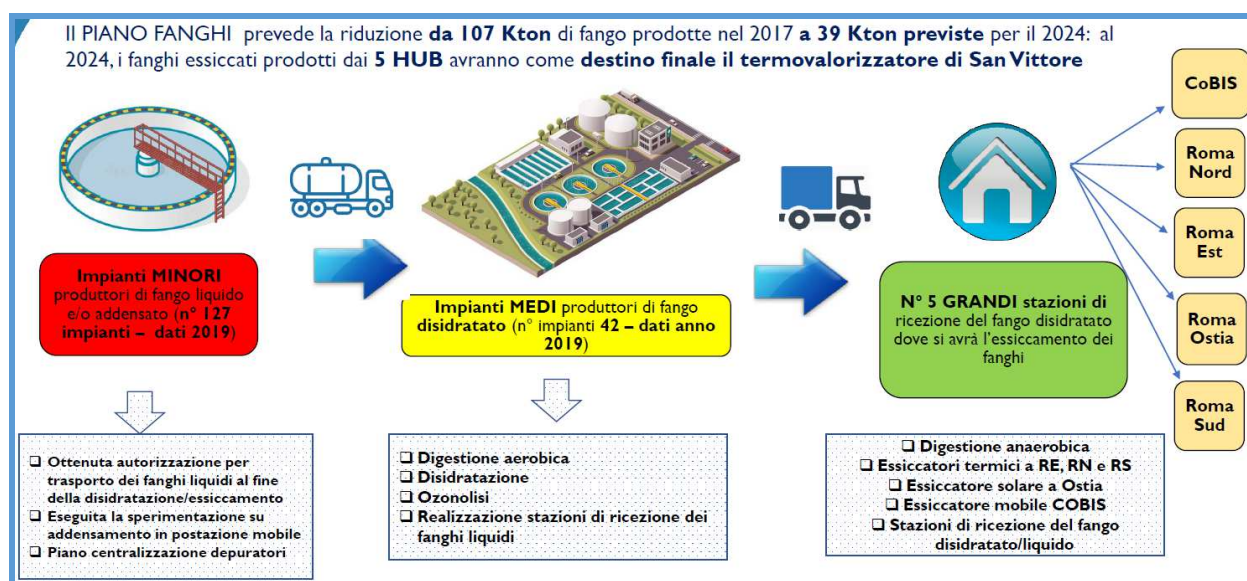 Il PIANO FANGHI prevede la riduzione da 107 Kton di fango prodotte nel 2017 a 39 Kton previste per il 2024: al
2024, i fanghi essiccati prodotti dai 5 HUB avranno come destino finale il termovalorizzatore di San Vittore
Impianti MINORI
produttori di fango liquido
e/o addensato (n° 127
impianti – dati 2019)
Impianti MEDI produttori di fango
disidratato (n° impianti 42 – dati anno
2019)
N° 5 GRANDI stazioni di
ricezione del fango disidratato
dove si avrà l'essiccamento dei
fanghi
CoBIS
Roma
Nord
Roma
Est
Roma
Ostia
Roma
Sud
❑ Ottenuta autorizzazione per
trasporto dei fanghi liquidi al fine
della disidratazione/essiccamento
❑ Eseguita la sperimentazione su
addensamento in postazione mobile
❑ Piano centralizzazione depuratori
❑ Digestione aerobica
❑ Disidratazione
❑ Ozonolisi
❑ Realizzazione stazioni di ricezione dei
fanghi liquidi
❑ Digestione anaerobica
❑ Essiccatori termici a RE, RN e RS
❑ Essiccatore solare a Ostia
❑ Essiccatore mobile COBIS
❑ Stazioni di ricezione del fango
disidratato/liquido